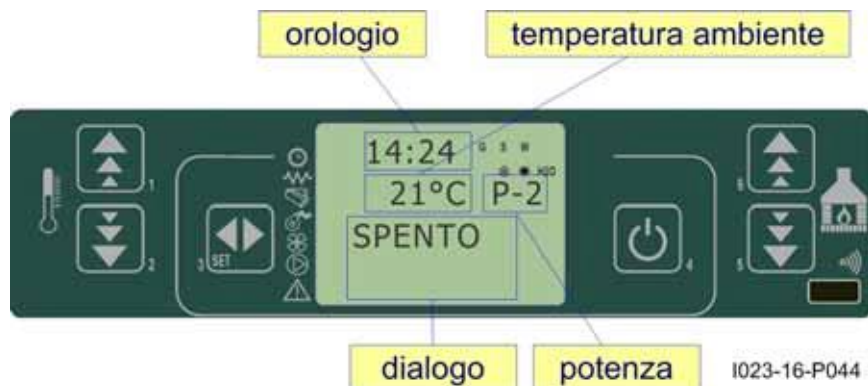 orologio
temperatura ambiente
14:24
G S M
21°C P-2
SPENTO
1
2
3 SET
4
5
6
dialogo
potenza
I023-16-P044